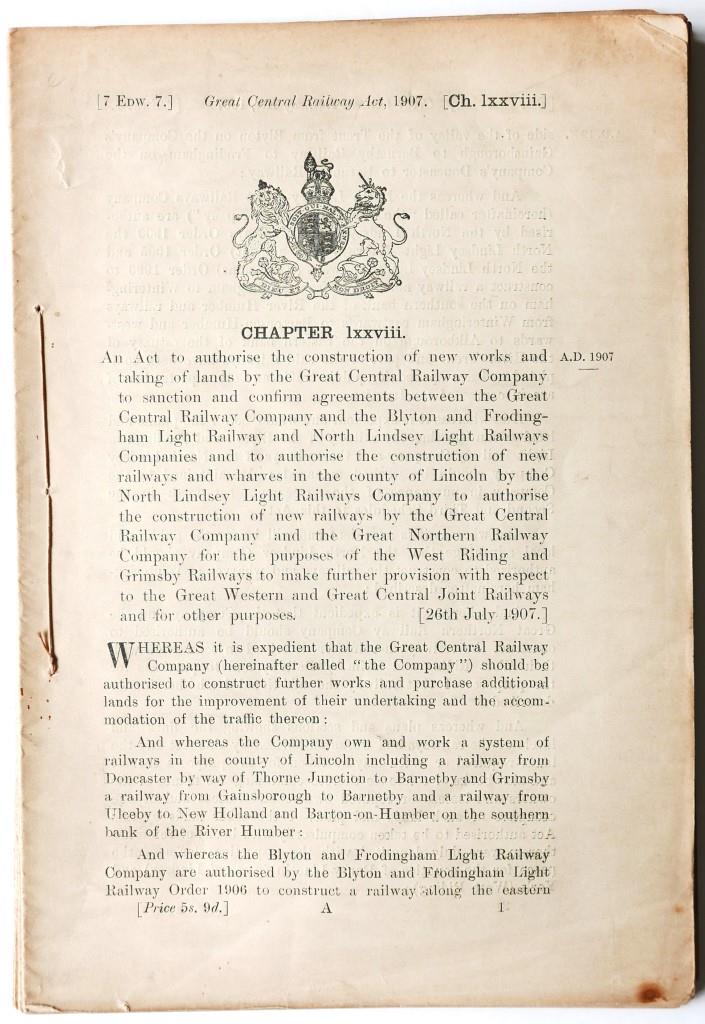 [7 EDW. 7.] Great Central Railway Act, 1907. [Ch. lxxviii.]
DIEU ET MON DROIT
CHAPTER lxxviii.
An Act to authorise the construction of new works and A.D. 1907
taking of lands by the Great Central Railway Company
to sanction and confirm agreements between the Great
Central Railway Company and the Blyton and Froding-
ham Light Railway and North Lindsey Light Railways
Companies and to authorise the construction of new
railways and wharves in the county of Lincoln by the
North Lindsey Light Railways Company to authorise
the construction of new railways by the Great Central
Railway Company and the Great Northern Railway
Company for the purposes of the West Riding and
Grimsby Railways to make further provision with respect
to the Great Western and Great Central Joint Railways
and for other purposes. [26th July 1907.]
WHEREAS it is expedient that the Great Central Railway
Company (hereinafter called "the Company") should be
authorised to construct further works and purchase additional
lands for the improvement of their undertaking and the accom-
modation of the traffic thereon:
And whereas the Company own and work a system of
railways in the county of Lincoln including a railway from
Doncaster by way of Thorne Junction to Barnetby and Grimsby
a railway from Gainsborough to Barnetby and a railway from
Ulceby to New Holland and Barton-on-Humber on the southern
bank of the River Humber:
And whereas the Blyton and Frodingham Light Railway
Company are authorised by the Blyton and Frodingham Light
Railway Order 1906 to construct a railway along the eastern
[Price 5s. 9d.] A 1